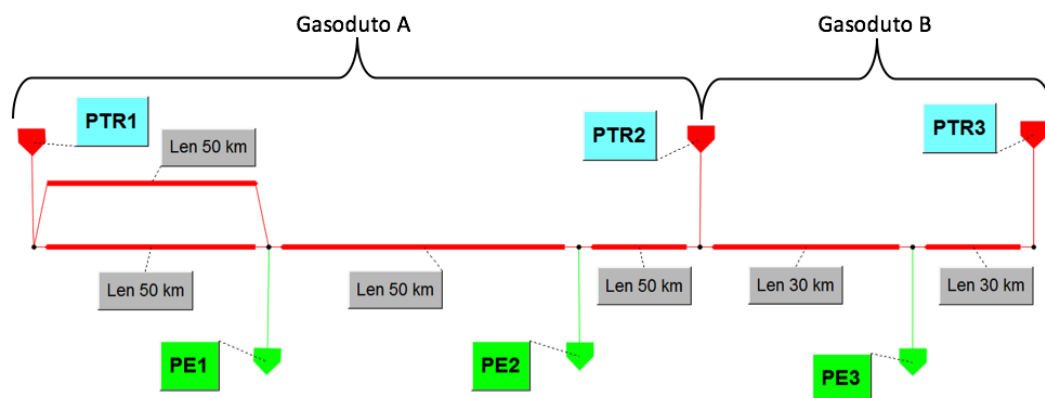 Gasoduto A
Gasoduto B
PTR1
PTR2
PTR3
Len 50 km
Len 50 km
Len 50 km
Len 50 km
Len 30 km
Len 30 km
PE1
PE2
PE3